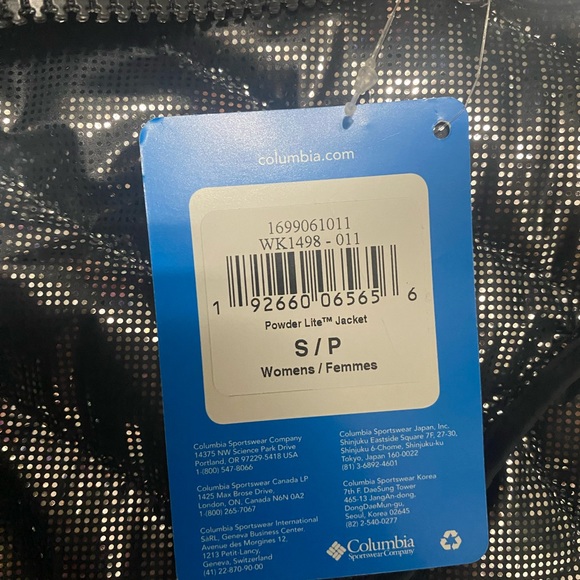 columbia.com
1699061011
WK1498 - 011
1 92660 06565 6
Powder Lite™ Jacket
S / P
Womens / Femmes
Columbia Sportswear Company
14375 NW Science Park Drive
Portland, OR 97229-5418 USA
1-(800) 547-8066
Columbia Sportswear Canada LP
1425 Max Brose Drive,
London, ON, Canada N6N 0A2
1-(800) 265-7067
Columbia Sportswear International
SàRL, Geneva Business Center.
Avenue des Morgines 12.
1213 Petit-Lancy,
Geneva, Switzerland
(41) 22-870-90-00
Columbia Sportswear Japan, Inc.
Shinjuku Eastside Square 7F, 27-30,
Shinjuku 6-Chome, Shinjuku-ku
Tokyo, Japan 160-0022
(81) 3-6892-4601
Columbia Sportswear Korea
7th F. DaeSung Tower
465-13 JangAn-dong,
DongDaeMun-gu,
Seoul, Korea 02645
(82) 2-540-0277
Columbia
Sportswear Company